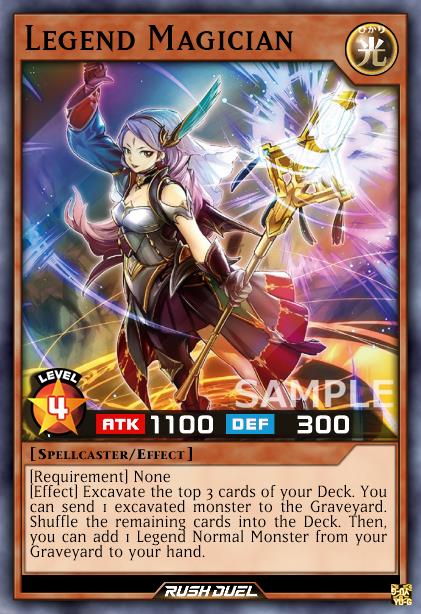 Legend Magician
ひかり
光
SAMPLE
LEVEL
4
ATK 1100 DEF 300
[Spellcaster/Effect]
[Requirement] None
[Effect] Excavate the top 3 cards of your Deck. You
can send 1 excavated monster to the Graveyard.
Shuffle the remaining cards into the Deck. Then,
you can add 1 Legend Normal Monster from your
Graveyard to your hand.
RUSH DUEL